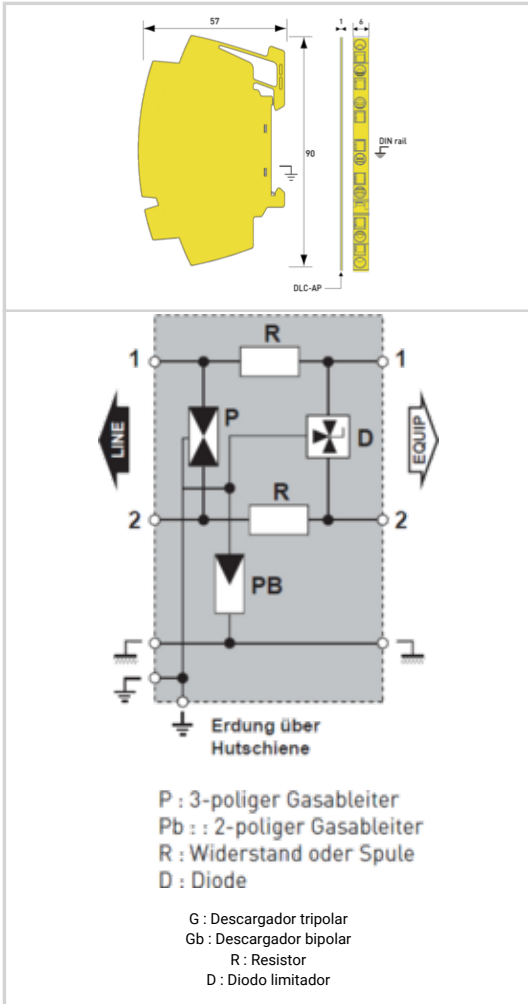 57
1 6
90
DIN rail
DLC-AP
R
1 1
P
D
LINE
EQUIP
R
2 2
PB
Erdung über
Hutschiene
P : 3-poliger Gasableiter
Pb : : 2-poliger Gasableiter
R : Widerstand oder Spule
D : Diode
G : Descargador tripolar
Gb : Descargador bipolar
R : Resistor
D : Diodo limitador